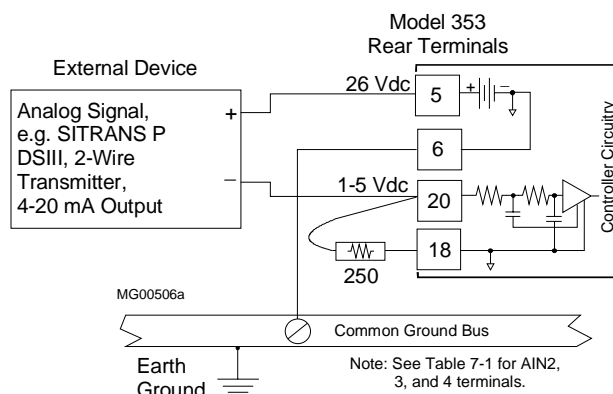 Model 353
Rear Terminals
External Device
Analog Signal,
e.g. SITRANS P
DSIII, 2-Wire
Transmitter,
4-20 mA Output
+
–
26 Vdc
5
+
–
6
1-5 Vdc
20
18
250
Controller Circuitry
MG00506a
Common Ground Bus
Earth
Ground
Note: See Table 7-1 for AIN2,
3, and 4 terminals.